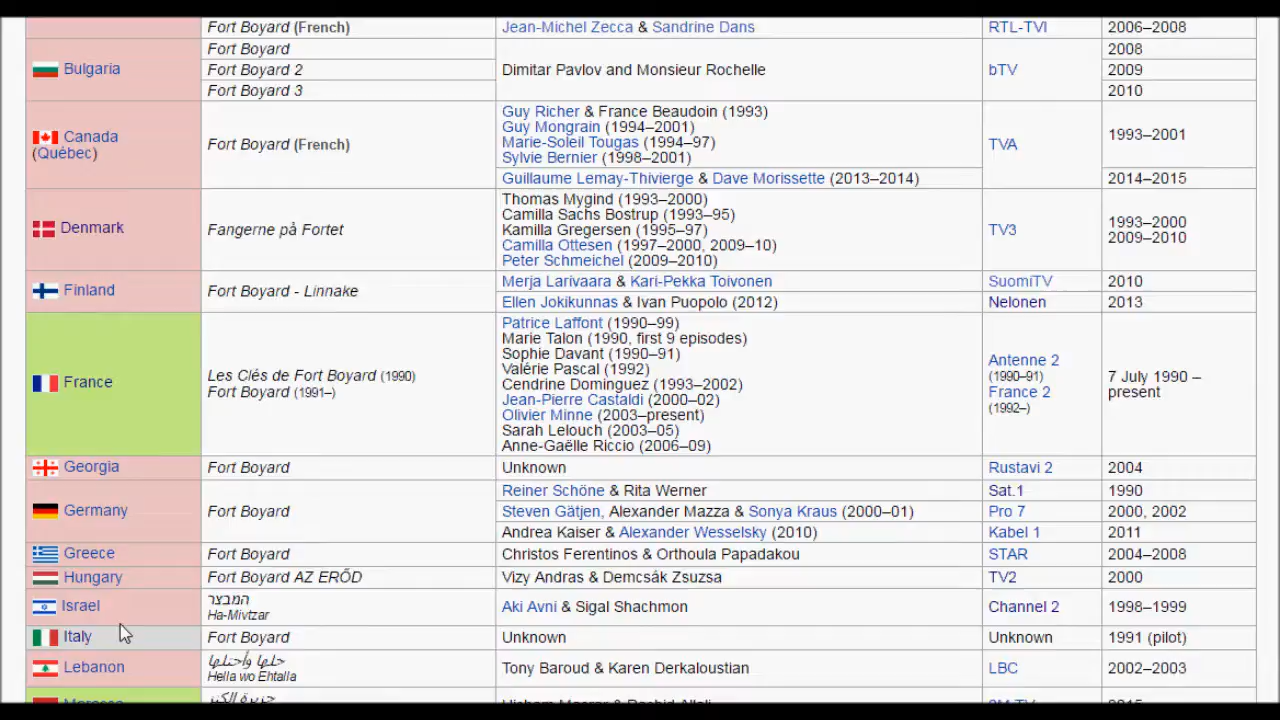 Fort Boyard (French) Jean-Michel Zecca & Sandrine Dans RTL-TVI 2006–2008
Bulgaria
Fort Boyard
Fort Boyard 2
Fort Boyard 3
Dimitar Pavlov and Monsieur Rochelle
bTV
2008
2009
2010
Canada
(Québec)
Fort Boyard (French)
Guy Richer & France Beaudoin (1993)
Guy Mongrain (1994–2001)
Marie-Soleil Tougas (1994–97)
Sylvie Bernier (1998–2001)
Guillaume Lemay-Thivierge & Dave Morissette (2013–2014)
TVA
1993–2001
2014–2015
Denmark
Fangerne på Fortet
Thomas Mygind (1993–2000)
Camilla Sachs Bostrup (1993–95)
Kamilla Gregersen (1995–97)
Camilla Ottesen (1997–2000, 2009–10)
Peter Schmeichel (2009–2010)
TV3
1993–2000
2009–2010
Finland
Fort Boyard - Linnake
Merja Larivaara & Kari-Pekka Toivonen
SuomiTV
2010
Ellen Jokikunnas & Ivan Puopolo (2012)
Nelonen
2013
France
Les Clés de Fort Boyard (1990)
Fort Boyard (1991–)
Patrice Laffont (1990–99)
Marie Talon (1990, first 9 episodes)
Sophie Davant (1990–91)
Valérie Pascal (1992)
Cendrine Dominguez (1993–2002)
Jean-Pierre Castaldi (2000–02)
Olivier Minne (2003–present)
Sarah Lelouch (2003–05)
Anne-Gaëlle Riccio (2006–09)
Antenne 2
(1990–91)
France 2
(1992–)
7 July 1990 –
present
Georgia
Fort Boyard
Unknown
Rustavi 2
2004
Germany
Fort Boyard
Reiner Schöne & Rita Werner
Sat.1
1990
Steven Gätjen, Alexander Mazza & Sonya Kraus (2000–01)
Pro 7
2000, 2002
Andrea Kaiser & Alexander Wesselsky (2010)
Kabel 1
2011
Greece
Fort Boyard
Christos Ferentinos & Orthoula Papadakou
STAR
2004–2008
Hungary
Fort Boyard AZ ERŐD
Vizy Andras & Demcsák Zsuzsa
TV2
2000
Israel
המבצר
Ha-Mivtzar
Aki Avni & Sigal Shachmon
Channel 2
1998–1999
Italy
Fort Boyard
Unknown
Unknown
1991 (pilot)
Lebanon
حلها وأحتلها
Hella wo Ehtalla
Tony Baroud & Karen Derkaloustian
LBC
2002–2003